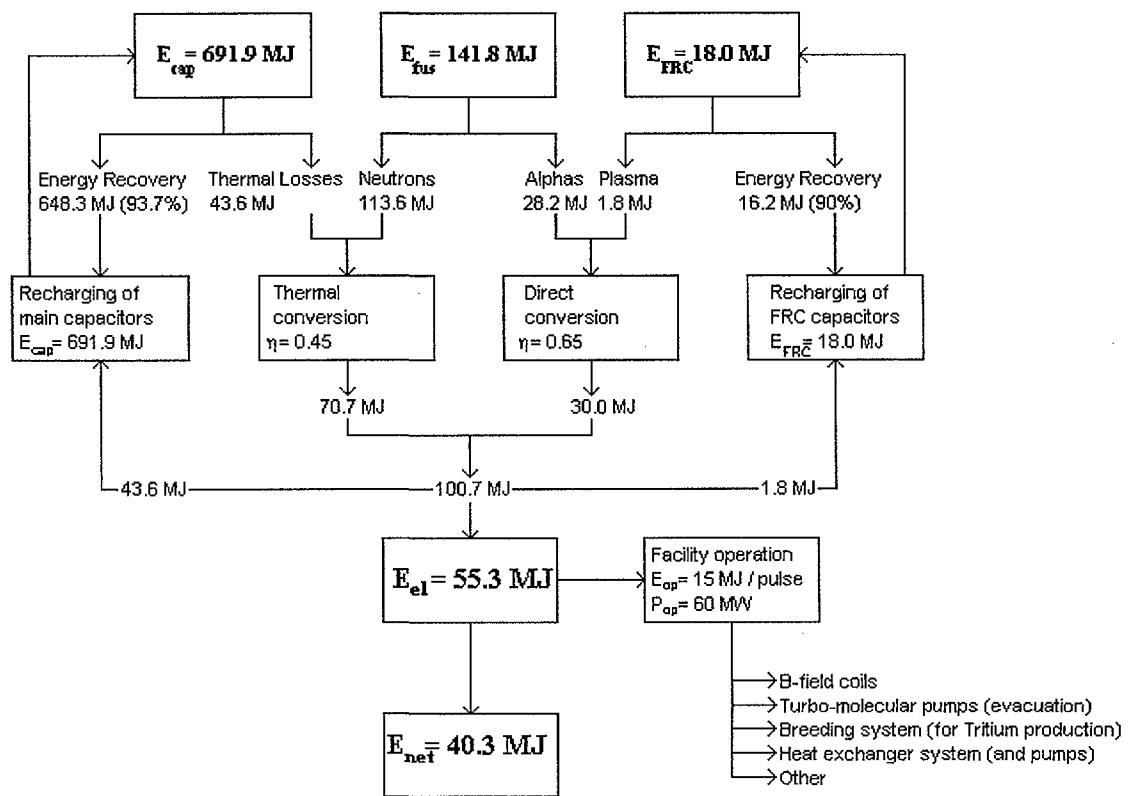 E_cap = 691.9 MJ
E_fus = 141.8 MJ
E_FRC = 18.0 MJ
Energy Recovery
648.3 MJ (93.7%)
Thermal Losses
43.6 MJ
Neutrons
113.6 MJ
Alphas
28.2 MJ
Plasma
1.8 MJ
Energy Recovery
16.2 MJ (90%)
Recharging of
main capacitors
E_cap = 691.9 MJ
Thermal
conversion
η = 0.45
Direct
conversion
η = 0.65
Recharging of
FRC capacitors
E_FRC = 18.0 MJ
70.7 MJ
30.0 MJ
43.6 MJ
100.7 MJ
1.8 MJ
E_el = 55.3 MJ
Facility operation
E_op = 15 MJ / pulse
P_op = 60 MW
B-field coils
Turbo-molecular pumps (evacuation)
Breeding system (for Tritium production)
Heat exchanger system (and pumps)
Other
E_net = 40.3 MJ